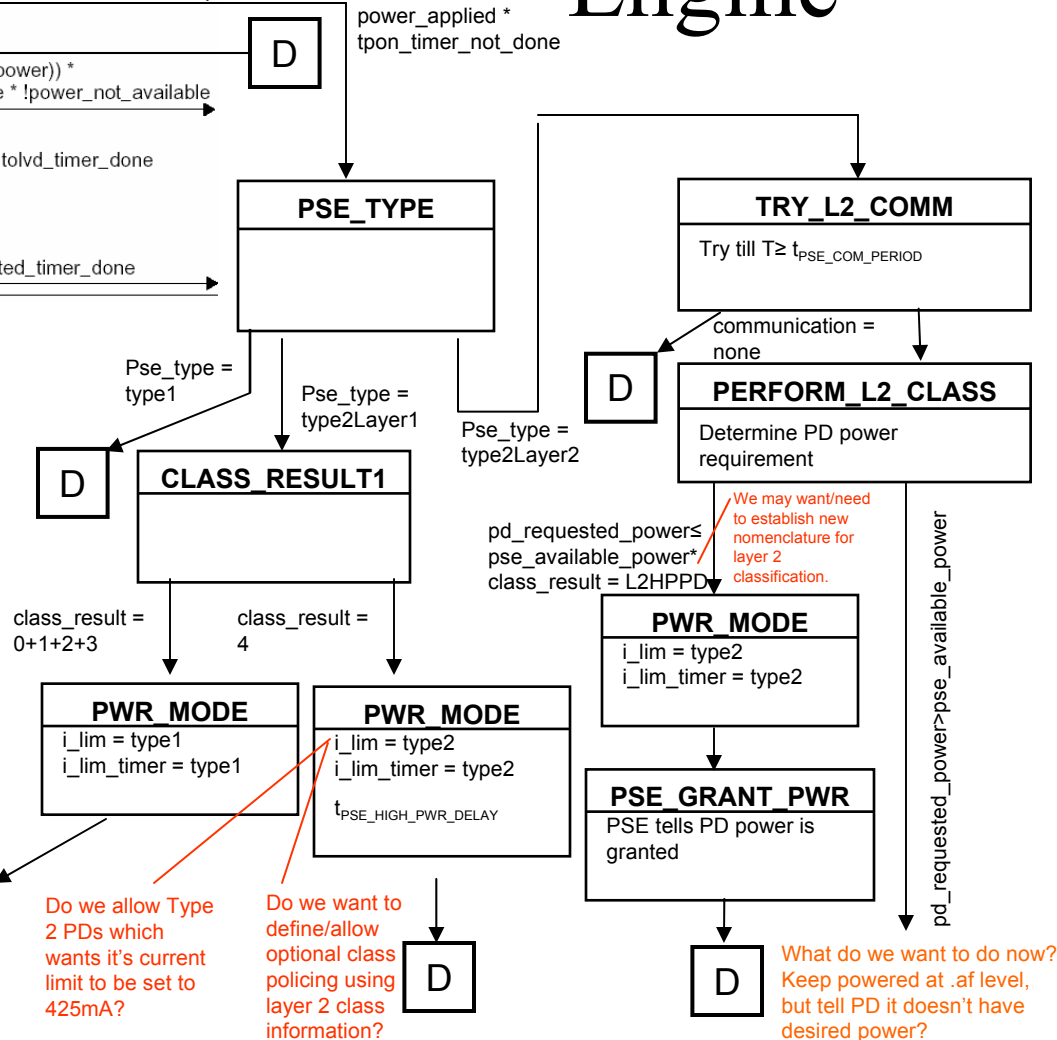 Engine
power_applied *
tpon_timer_not_done
D
power)) *
* !power_not_available
tolvd_timer_done
ted_timer_done
PSE_TYPE
TRY_L2_COMM
Try till T≥ tPSE_COM_PERIOD
communication =
none
D
Pse_type =
type1
Pse_type =
type2Layer1
Pse_type =
type2Layer2
PERFORM_L2_CLASS
Determine PD power
requirement
D
CLASS_RESULT1
We may want/need
to establish new
nomenclature for
layer 2
classification.
pd_requested_power≤
pse_available_power*
class_result = L2HPPD
pd_requested_power>pse_available_power
class_result =
0+1+2+3
class_result =
4
PWR_MODE
i_lim = type2
i_lim_timer = type2
PWR_MODE
i_lim = type1
i_lim_timer = type1
PWR_MODE
i_lim = type2
i_lim_timer = type2
tPSE_HIGH_PWR_DELAY
PSE_GRANT_PWR
PSE tells PD power is
granted
Do we allow Type
2 PDs which
wants it's current
limit to be set to
425mA?
Do we want to
define/allow
optional class
policing using
layer 2 class
information?
D
D
What do we want to do now?
Keep powered at .af level,
but tell PD it doesn't have
desired power?